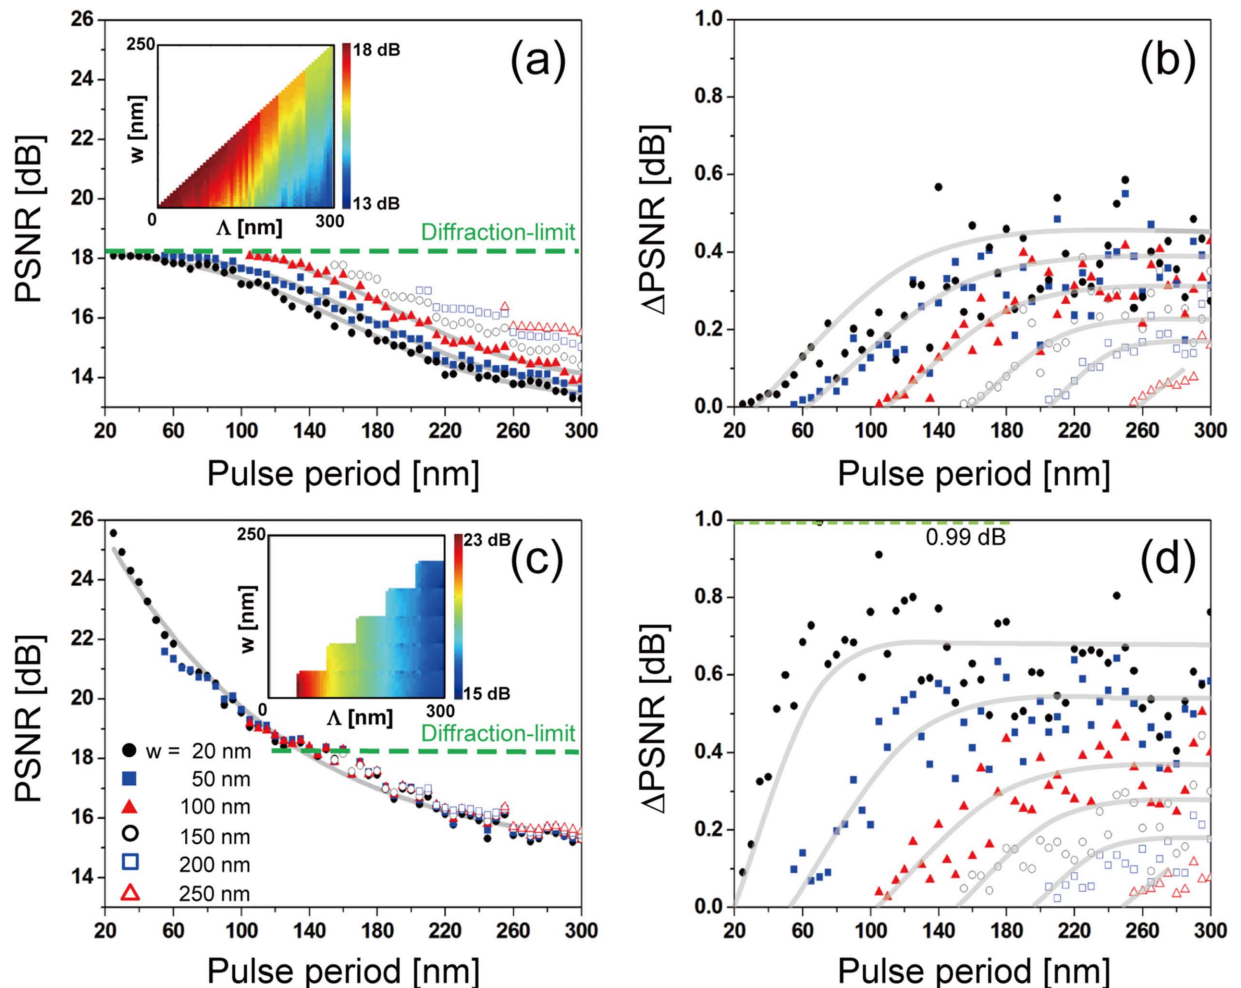 (a)
PSNR [dB]
26
24
22
20
18
16
14
250
w [nm]
0
Λ [nm]
300
18 dB
13 dB
Diffraction-limit
20 60 100 140 180 220 260 300
Pulse period [nm]
(b)
ΔPSNR [dB]
1.0
0.8
0.6
0.4
0.2
0.0
20 60 100 140 180 220 260 300
Pulse period [nm]
(c)
PSNR [dB]
26
24
22
20
18
16
14
250
w [nm]
0
Λ [nm]
300
23 dB
15 dB
Diffraction-limit
w = 20 nm
50 nm
100 nm
150 nm
200 nm
250 nm
20 60 100 140 180 220 260 300
Pulse period [nm]
(d)
ΔPSNR [dB]
1.0
0.8
0.6
0.4
0.2
0.0
0.99 dB
20 60 100 140 180 220 260 300
Pulse period [nm]